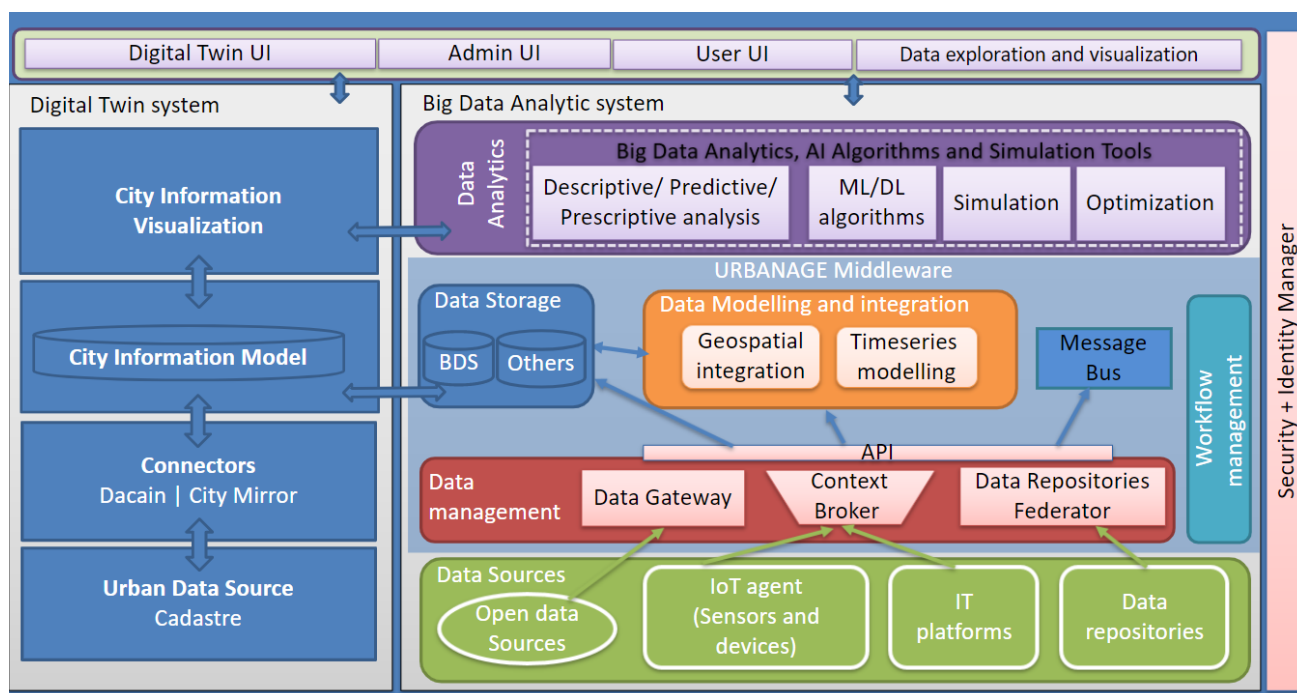 Digital Twin UI
Admin UI
User UI
Data exploration and visualization
Digital Twin system
City Information
Visualization
City Information Model
Connectors
Dacain | City Mirror
Urban Data Source
Cadastre
Big Data Analytic system
Data
Analytics
Big Data Analytics, AI Algorithms and Simulation Tools
Descriptive/ Predictive/
Prescriptive analysis
ML/DL
algorithms
Simulation
Optimization
URBANAGE Middleware
Data Storage
BDS
Others
Data Modelling and integration
Geospatial
integration
Timeseries
modelling
Message
Bus
Workflow
management
API
Data
management
Data Gateway
Context
Broker
Data Repositories
Federator
Data Sources
Open data
Sources
IoT agent
(Sensors and
devices)
IT
platforms
Data
repositories
Security + Identity Manager